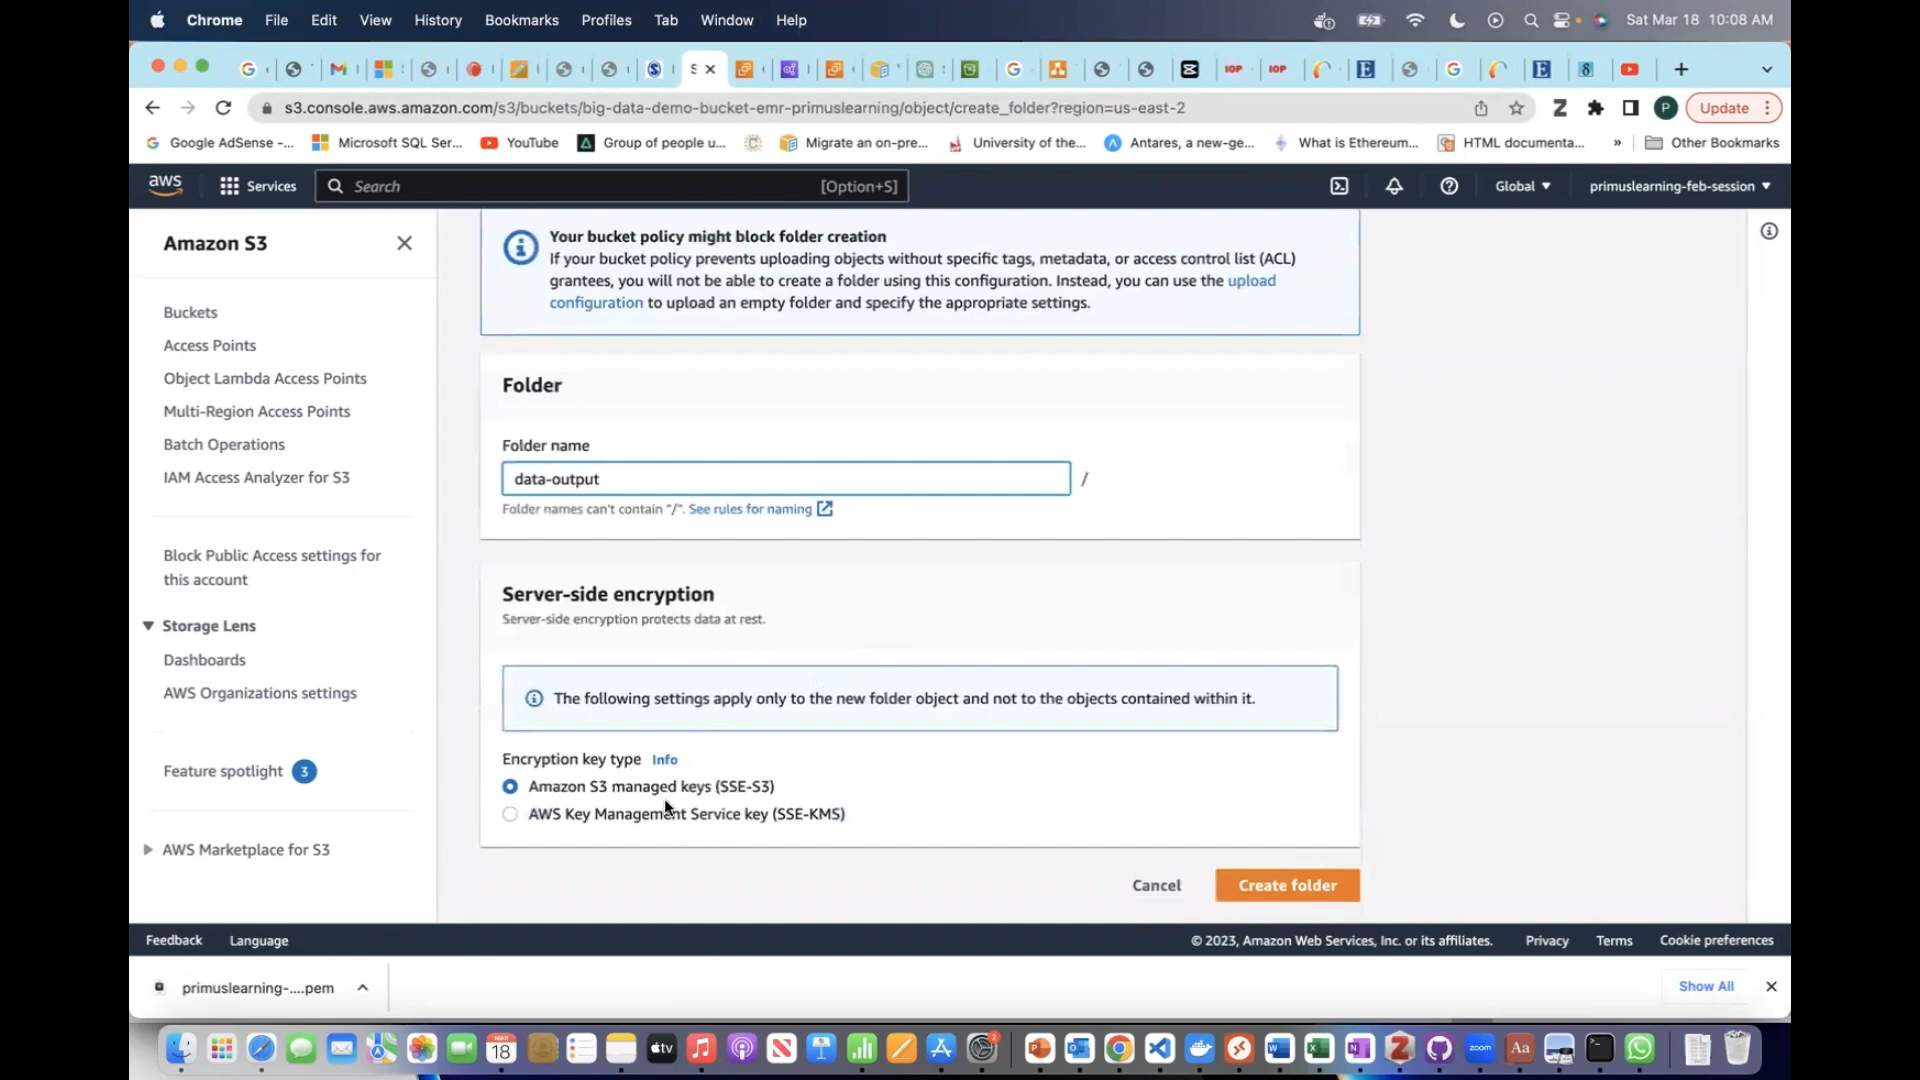 Chrome File Edit View History Bookmarks Profiles Tab Window Help Sat Mar 18 10:08 AM
S IOP IOP
s3.console.aws.amazon.com/s3/buckets/big-data-demo-bucket-emr-primuslearning/object/create_folder?region=us-east-2 Z P Update
Google AdSense -... Microsoft SQL Ser... YouTube Group of people u... Migrate an on-pre... University of the... Antares, a new-ge... What is Ethereum... HTML documenta... » Other Bookmarks
aws Services Search [Option+S] Global primuslearning-feb-session
Amazon S3
Buckets
Access Points
Object Lambda Access Points
Multi-Region Access Points
Batch Operations
IAM Access Analyzer for S3
Block Public Access settings for
this account
Storage Lens
Dashboards
AWS Organizations settings
Feature spotlight 3
AWS Marketplace for S3
Your bucket policy might block folder creation
If your bucket policy prevents uploading objects without specific tags, metadata, or access control list (ACL)
grantees, you will not be able to create a folder using this configuration. Instead, you can use the upload
configuration to upload an empty folder and specify the appropriate settings.
Folder
Folder name
data-output /
Folder names can't contain "/". See rules for naming
Server-side encryption
Server-side encryption protects data at rest.
The following settings apply only to the new folder object and not to the objects contained within it.
Encryption key type Info
Amazon S3 managed keys (SSE-S3)
AWS Key Management Service key (SSE-KMS)
Cancel Create folder
Feedback Language © 2023, Amazon Web Services, Inc. or its affiliates. Privacy Terms Cookie preferences
primuslearning-....pem Show All
MAR 18 tv zoom Aa